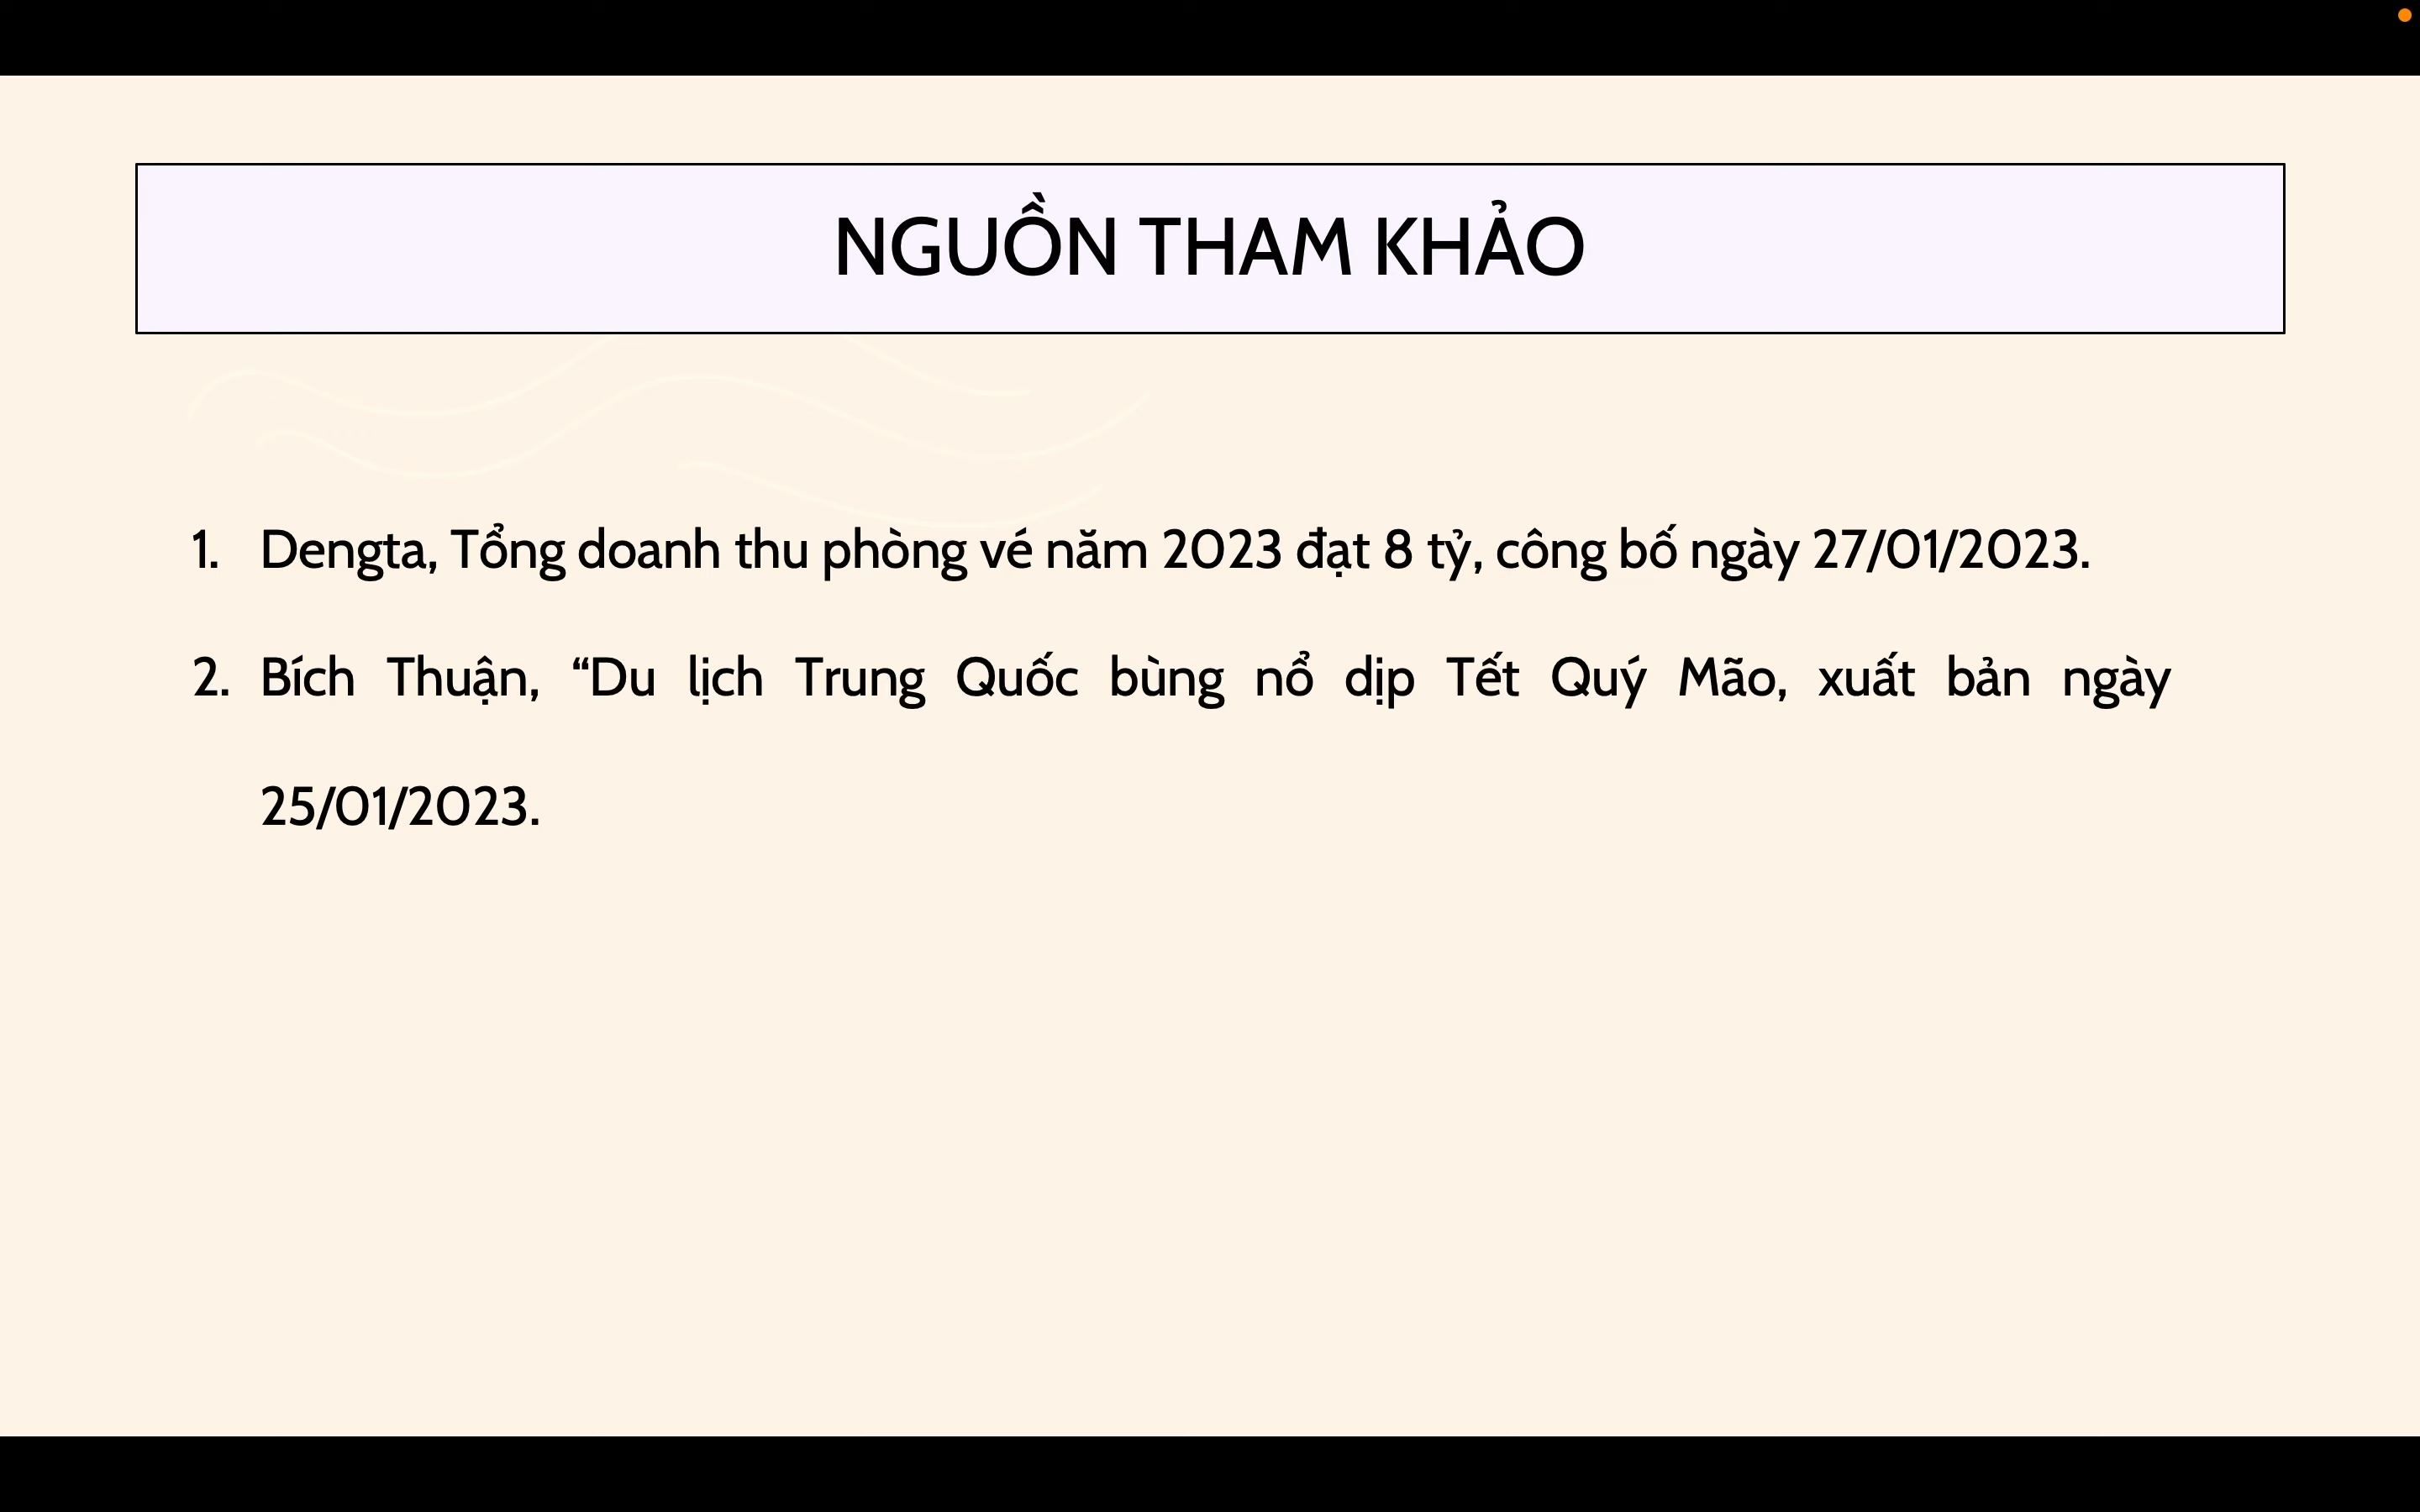 NGUỒN THAM KHẢO
1. Dengta, Tổng doanh thu phòng vé năm 2023 đạt 8 tỷ, công bố ngày 27/01/2023.
2. Bích Thuận, “Du lịch Trung Quốc bùng nổ dịp Tết Quý Mão, xuất bản ngày
25/01/2023.